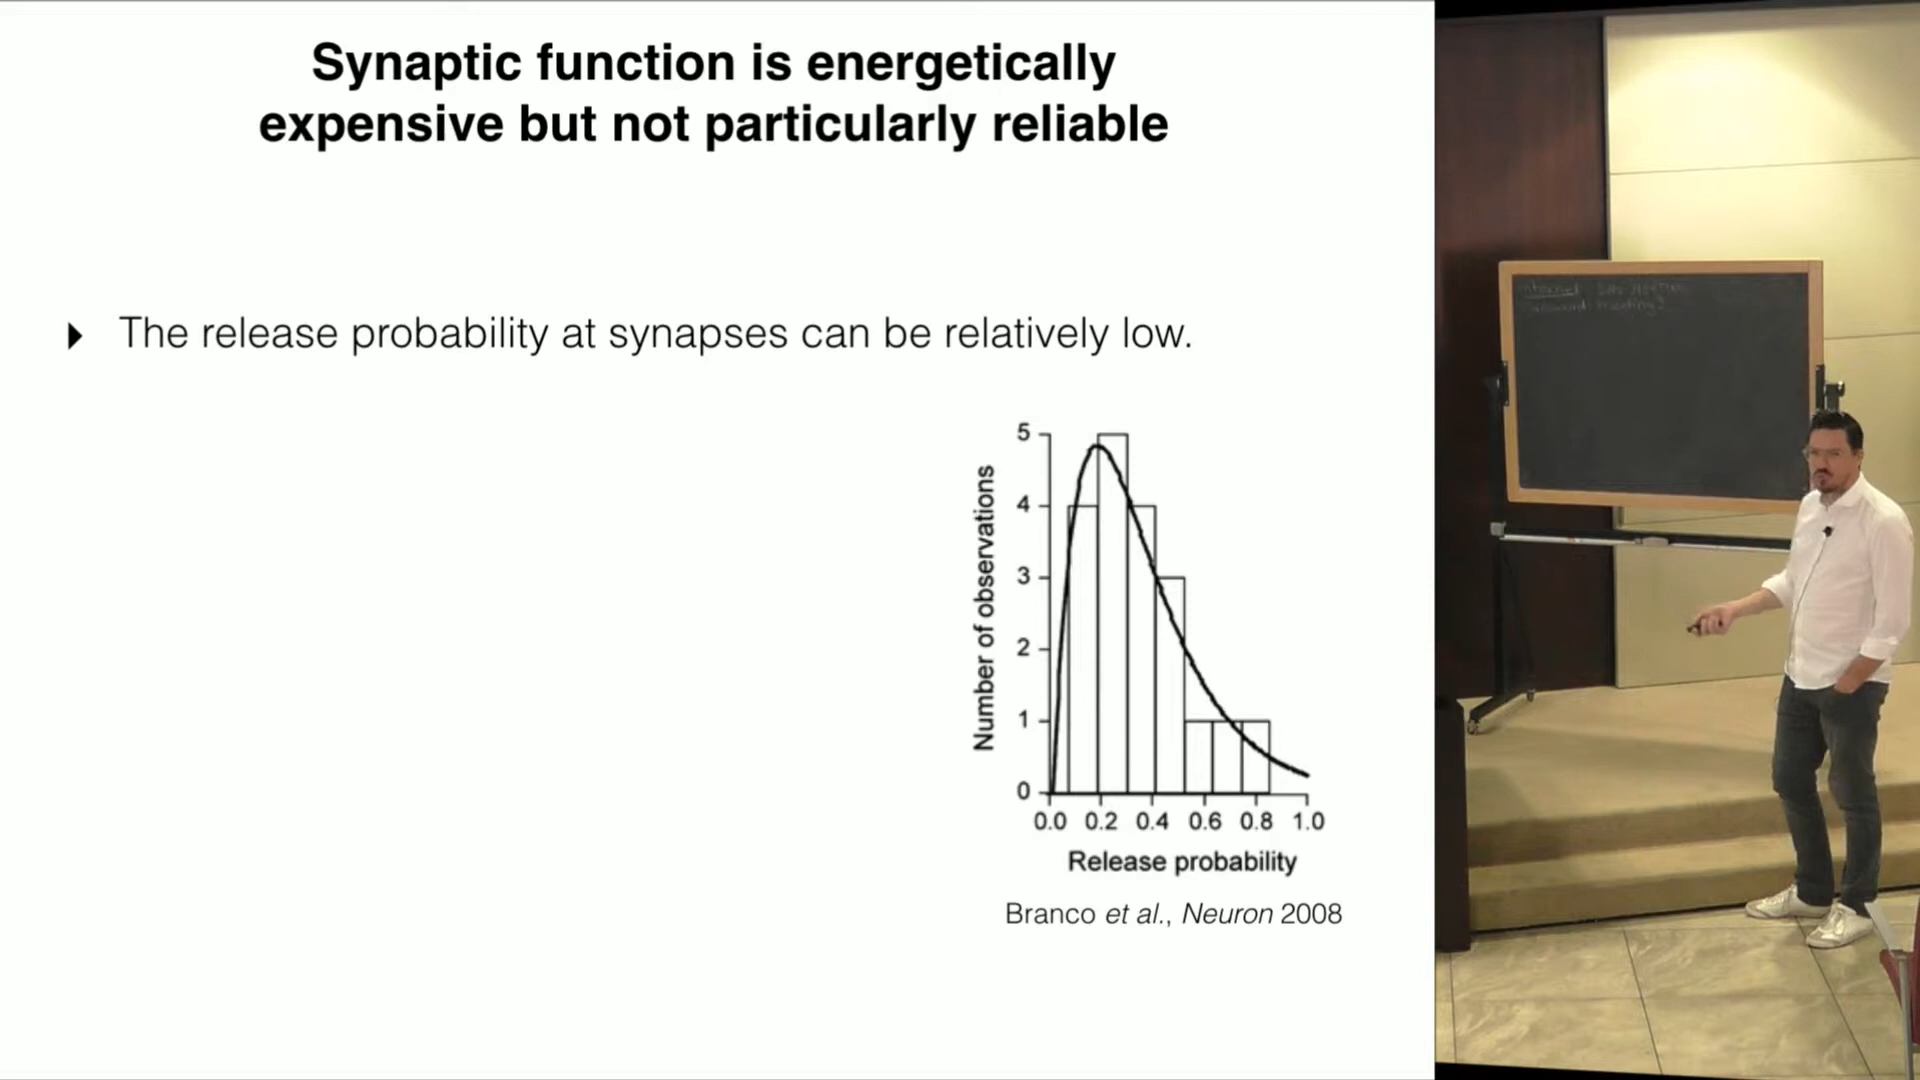 Synaptic function is energetically
expensive but not particularly reliable
The release probability at synapses can be relatively low.
Number of observations
5
4
3
2
1
0
0.0 0.2 0.4 0.6 0.8 1.0
Release probability
Branco et al., Neuron 2008